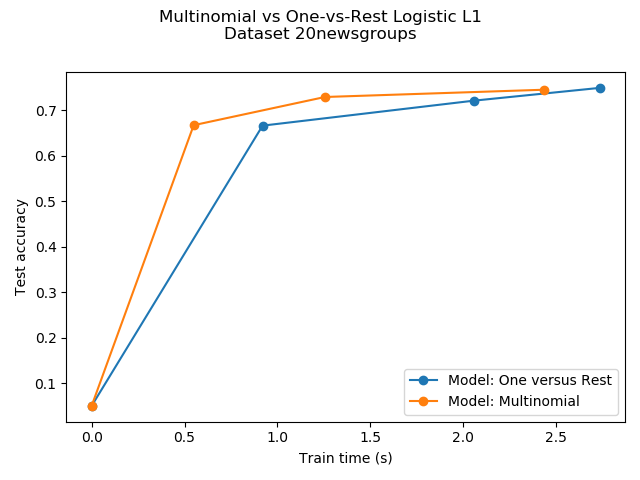 Multinomial vs One-vs-Rest Logistic L1
Dataset 20newsgroups
0.7
0.6
0.5
0.4
0.3
0.2
0.1
Test accuracy
Model: One versus Rest
Model: Multinomial
0.0 0.5 1.0 1.5 2.0 2.5
Train time (s)